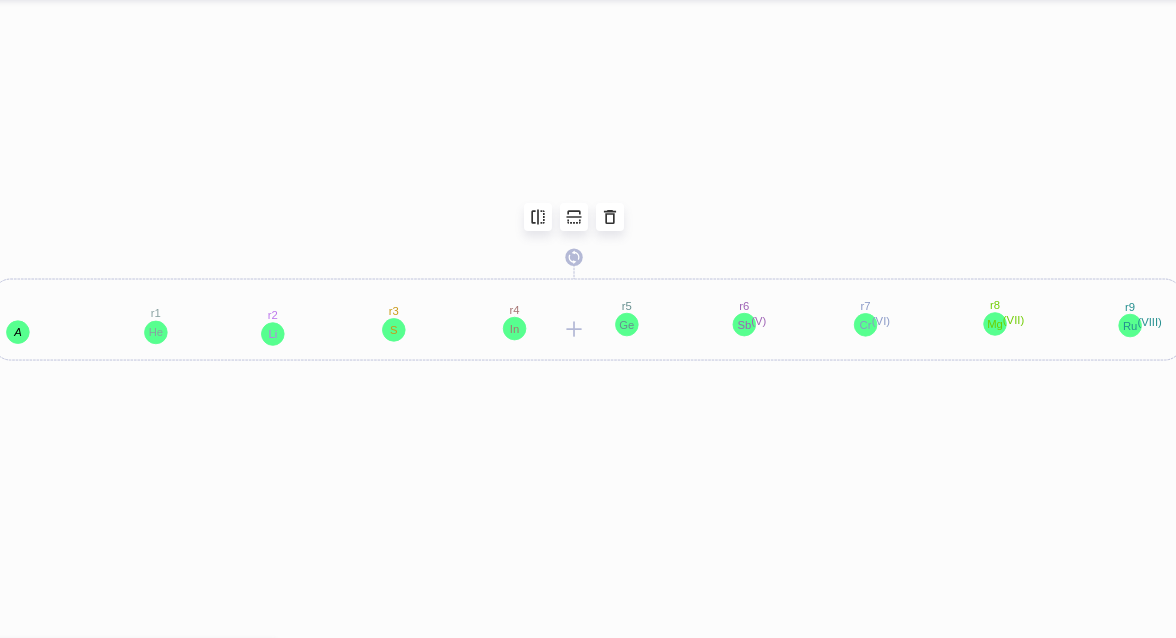 r1 r2 r3 r4 r5 r6 r7 r8 r9
A He Li S In Ge Sb(V) Cr(VI) Mg(VII) Ru(VIII)